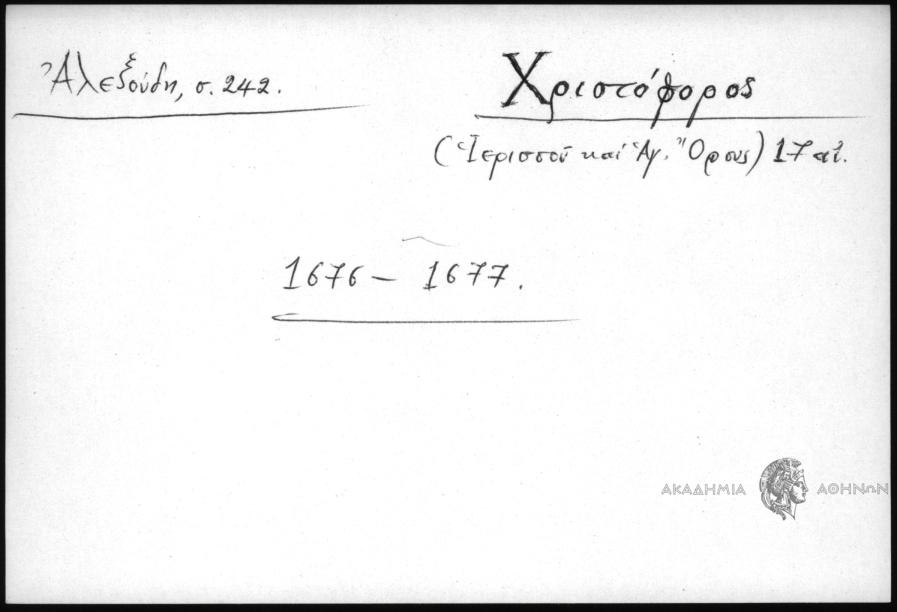 Ἀλεξούδη, σ. 242.
Χριστόφορος
(Ἱερισσοῦ καὶ Ἁγ. Ὄρους) 17 αἰ.
1676 – 1677.
ΑΚΑΔΗΜΙΑ ΑΘΗΝΩΝ